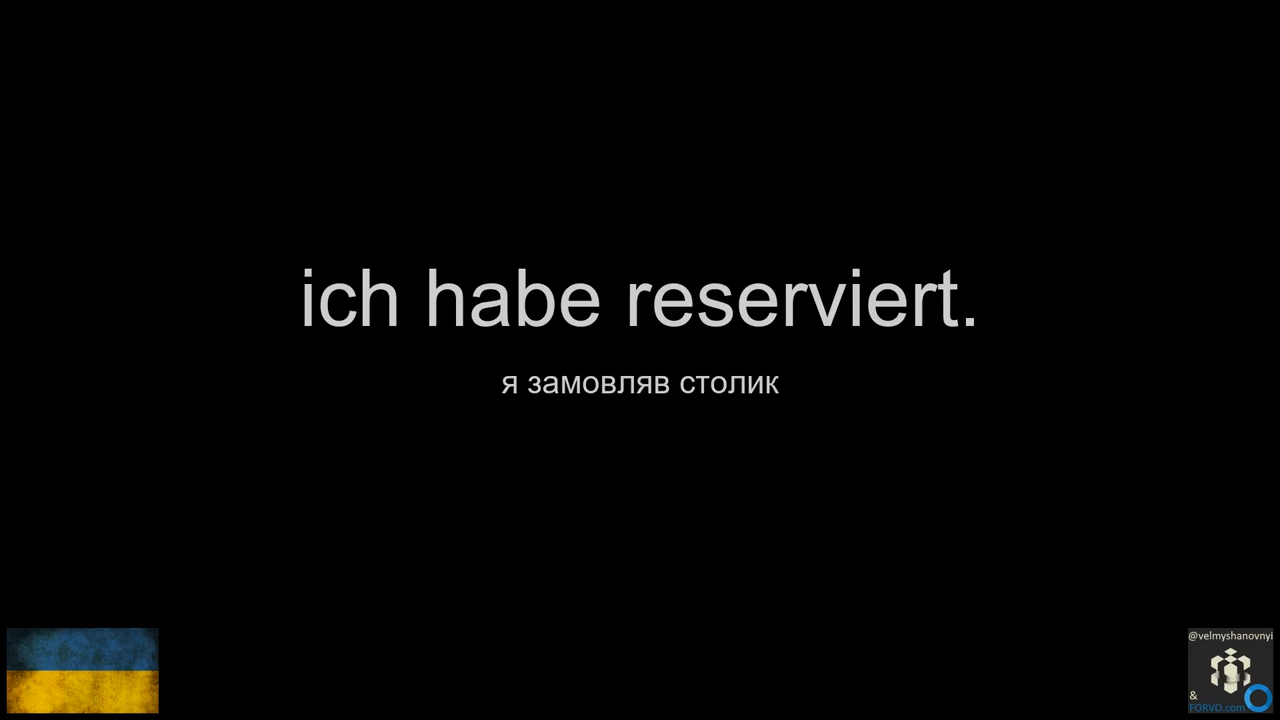 ich habe reserviert.
я замовляв столик
@velmyshanovnyi
&
FORVO.com